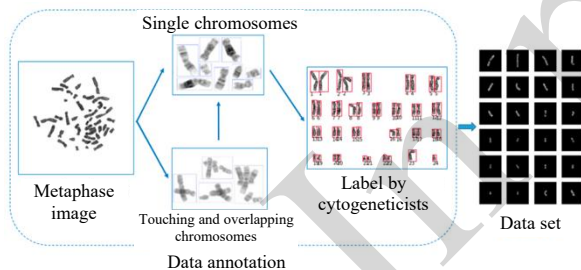 Single chromosomes
Metaphase
image
Touching and overlapping
chromosomes
Label by
cytogeneticists
Data set
Data annotation